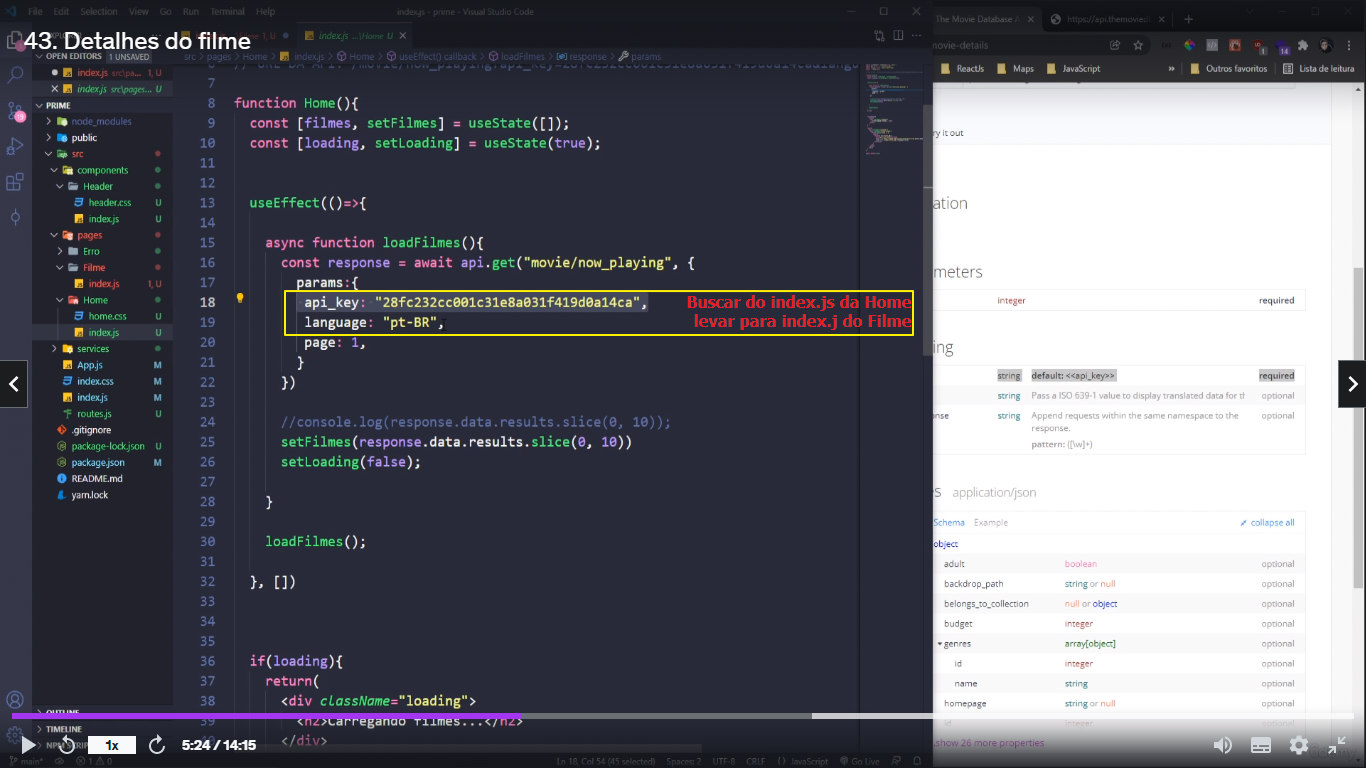 File Edit Selection View Go Run Terminal Help index.js - prime - Visual Studio Code
43. Detalhes do filme
index.js ...\Home U
OPEN EDITORS 1 UNSAVED
index.js src\pa... 1, U
index.js src\pages... U
PRIME
node_modules
public
src
components
Header
header.css U
index.js U
pages
Erro
Filme
index.js 1, U
Home
home.css U
index.js U
services
App.js M
index.css M
index.js M
routes.js U
.gitignore
package-lock.json U
package.json M
README.md
yarn.lock
OUTLINE
TIMELINE
src > pages > Home > index.js > Home > useEffect() callback > loadFilmes > response > params
7
8 function Home(){
9 const [filmes, setFilmes] = useState([]);
10 const [loading, setLoading] = useState(true);
11
12
13 useEffect(()=>{
14
15 async function loadFilmes(){
16 const response = await api.get("movie/now_playing", {
17 params:{
18 api_key: "28fc232cc001c31e8a031f419d0a14ca",
19 language: "pt-BR",
20 page: 1,
21 }
22 })
23
24 //console.log(response.data.results.slice(0, 10));
25 setFilmes(response.data.results.slice(0, 10))
26 setLoading(false);
27
28 }
29
30 loadFilmes();
31
32 }, [])
33
34
35
36 if(loading){
37 return(
38 <div className="loading">
39 <h2>Carregando filmes...</h2>
</div>
Buscar do index.js da Home
levar para index.j do Filme
The Movie Database A https://api.themovied
movie-details
ReactJs Maps JavaScript » Outros favoritos Lista de leitura
ry it out
ation
meters
integer required
ng
string default: <<api_key>> required
string Pass a ISO 639-1 value to display translated data for th optional
onse string Append requests within the same namespace to the optional
response.
pattern: ([\w]+)
es application/json
Schema Example collapse all
object
adult boolean optional
backdrop_path string or null optional
belongs_to_collection null or object optional
budget integer optional
genres array[object] optional
id integer optional
name string optional
homepage string or null optional
id integer optional
show 26 more properties
1x 5:24 / 14:15
main* 1 0 Ln 18, Col 54 (45 selected) Spaces: 2 UTF-8 CRLF JavaScript Go Live